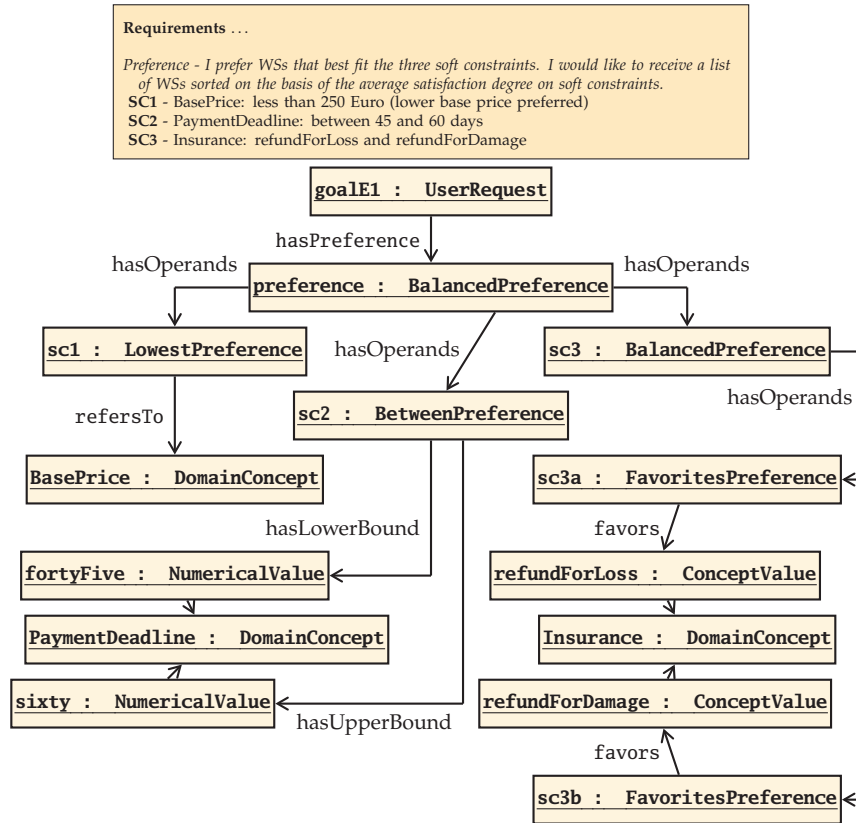 Requirements ...
Preference - I prefer WSs that best fit the three soft constraints. I would like to receive a list
of WSs sorted on the basis of the average satisfaction degree on soft constraints.
SC1 - BasePrice: less than 250 Euro (lower base price preferred)
SC2 - PaymentDeadline: between 45 and 60 days
SC3 - Insurance: refundForLoss and refundForDamage
goalE1 : UserRequest
hasPreference
hasOperands
hasOperands
preference : BalancedPreference
sc1 : LowestPreference
hasOperands
sc3 : BalancedPreference
hasOperands
refersTo
sc2 : BetweenPreference
BasePrice : DomainConcept
sc3a : FavoritesPreference
hasLowerBound
favors
fortyFive : NumericalValue
refundForLoss : ConceptValue
PaymentDeadline : DomainConcept
Insurance : DomainConcept
sixty : NumericalValue
refundForDamage : ConceptValue
hasUpperBound
favors
sc3b : FavoritesPreference